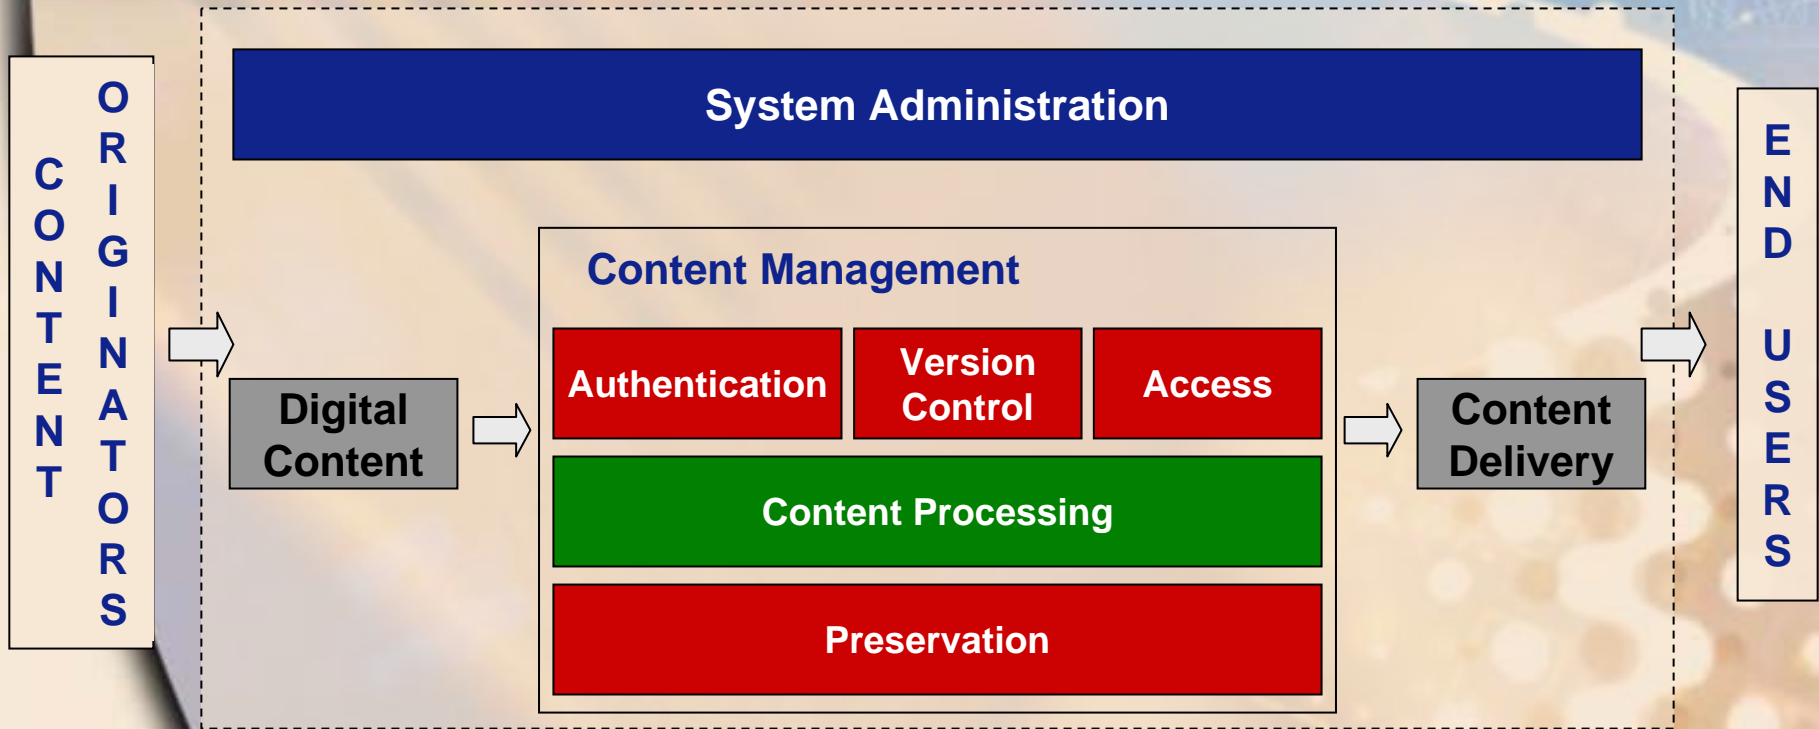 System Administration
CONTENT
ORIGINATORS
Content Management
Authentication
Version
Control
Access
Digital
Content
Content Processing
Preservation
Content
Delivery
END USERS